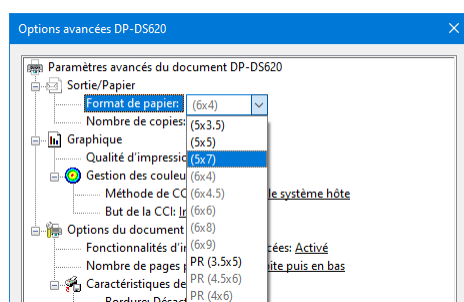 Options avancées DP-DS620
Paramètres avancés du document DP-DS620
Sortie/Papier
Format de papier: (6x4)
Nombre de copies:
(5x3.5)
Graphique
(5x5)
Qualité d'impressio
(5x7)
Gestion des couleu
(6x4)
Méthode de CC
(6x4.5)
le système hôte
But de la CCI:
(6x6)
Options du document
(6x8)
Fonctionnalités d'i
(6x9)
cées: Activé
Nombre de pages
PR (3.5x5)
ite puis en bas
Caractéristiques de
PR (4.5x6)
Bordure: Désact
PR (4x6)